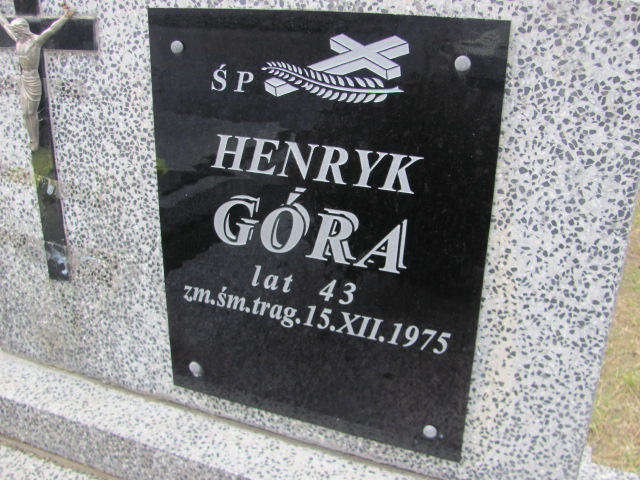 ŚP
HENRYK
GÓRA
lat 43
zm.śm.trag.15.XII.1975